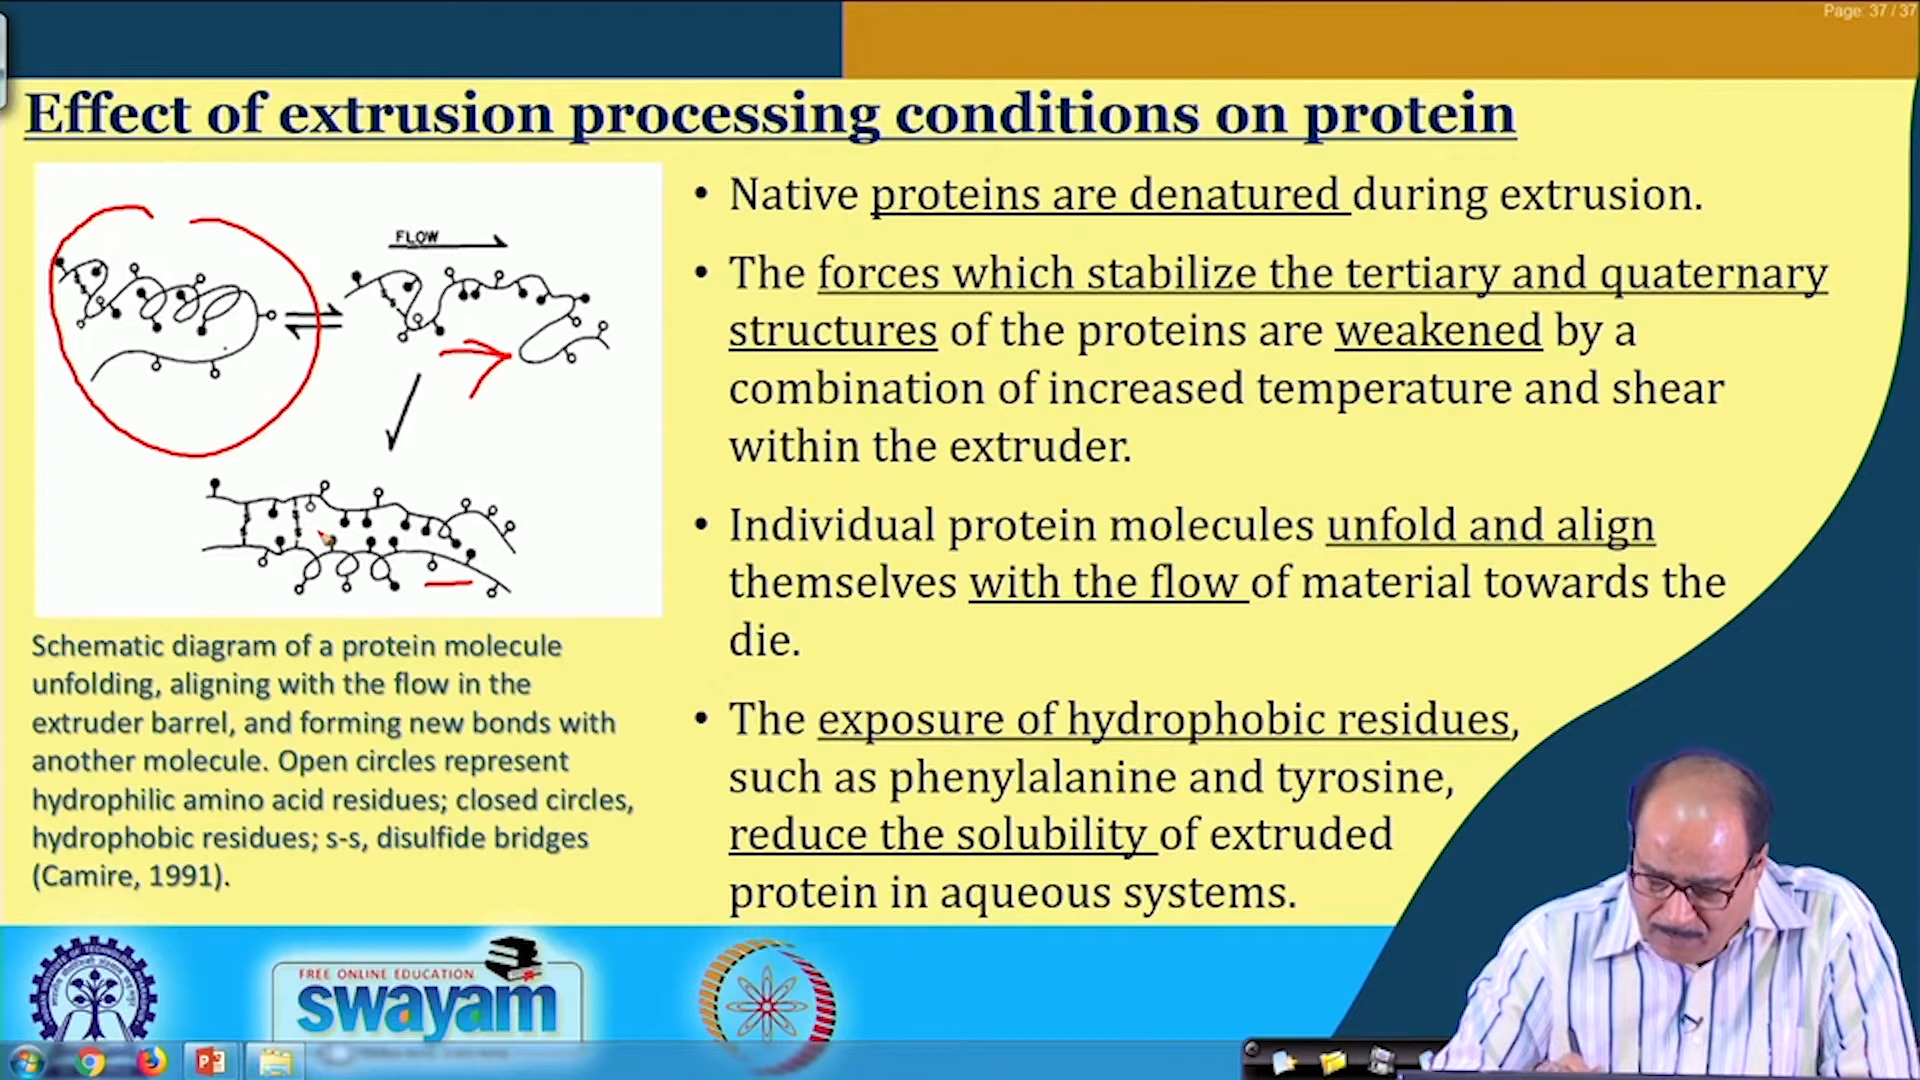 Page: 37 / 37
Effect of extrusion processing conditions on protein
FLOW
Schematic diagram of a protein molecule
unfolding, aligning with the flow in the
extruder barrel, and forming new bonds with
another molecule. Open circles represent
hydrophilic amino acid residues; closed circles,
hydrophobic residues; s-s, disulfide bridges
(Camire, 1991).
• Native proteins are denatured during extrusion.
• The forces which stabilize the tertiary and quaternary
structures of the proteins are weakened by a
combination of increased temperature and shear
within the extruder.
• Individual protein molecules unfold and align
themselves with the flow of material towards the
die.
• The exposure of hydrophobic residues,
such as phenylalanine and tyrosine,
reduce the solubility of extruded
protein in aqueous systems.
FREE ONLINE EDUCATION
swayam